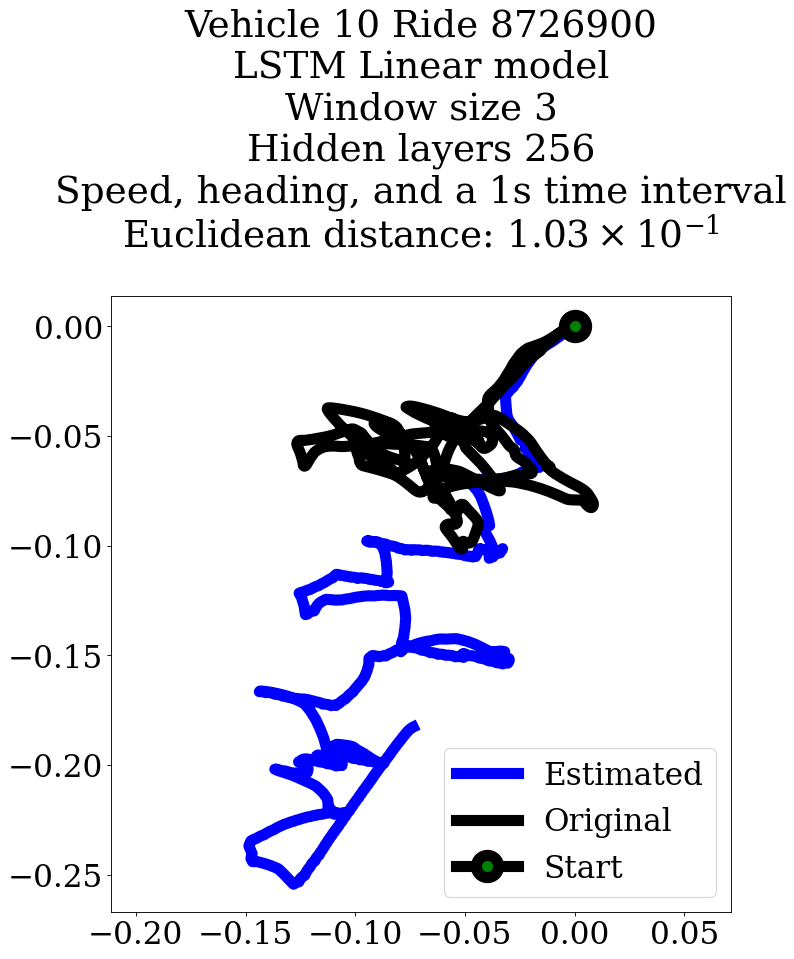 Vehicle 10 Ride 8726900
LSTM Linear model
Window size 3
Hidden layers 256
Speed, heading, and a 1s time interval
Euclidean distance: 1.03 × 10⁻¹
0.00
−0.05
−0.10
−0.15
−0.20
−0.25
Estimated
Original
Start
−0.20 −0.15 −0.10 −0.05 0.00 0.05